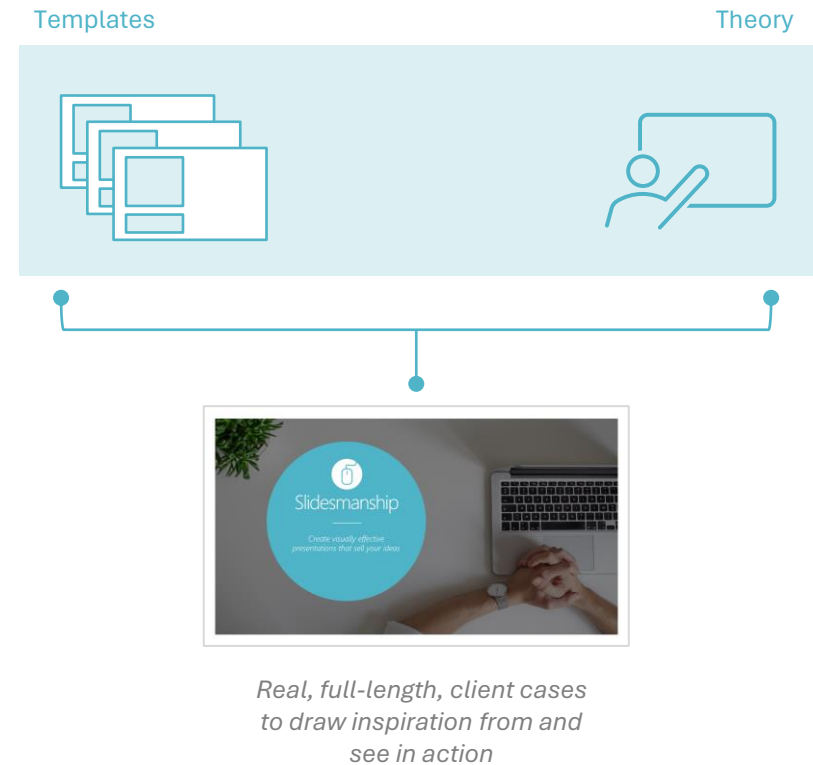 Templates
Theory
Slidesmanship
Create visually effective
presentations that sell your ideas
Real, full-length, client cases
to draw inspiration from and
see in action